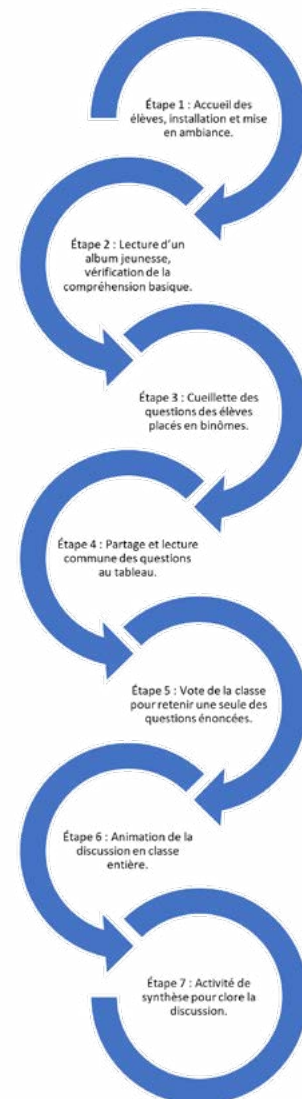 Étape 1 : Accueil des
élèves, installation et mise
en ambiance.
Étape 2 : Lecture d'un
album jeunesse,
vérification de la
compréhension basique.
Étape 3 : Cueillette des
questions des élèves
placés en binômes.
Étape 4 : Partage et lecture
commune des questions
au tableau.
Étape 5 : Vote de la classe
pour retenir une seule des
questions énoncées.
Étape 6 : Animation de la
discussion en classe
entière.
Étape 7 : Activité de
synthèse pour clore la
discussion.